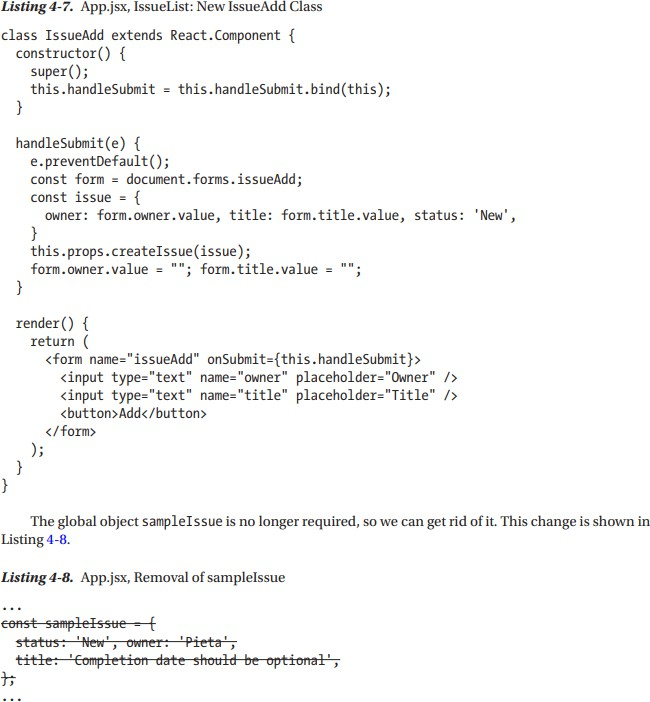 Listing 4-7. App.jsx, IssueList: New IssueAdd Class
class IssueAdd extends React.Component {
  constructor() {
    super();
    this.handleSubmit = this.handleSubmit.bind(this);
  }

  handleSubmit(e) {
    e.preventDefault();
    const form = document.forms.issueAdd;
    const issue = {
      owner: form.owner.value, title: form.title.value, status: 'New',
    }
    this.props.createIssue(issue);
    form.owner.value = ""; form.title.value = "";
  }

  render() {
    return (
      <form name="issueAdd" onSubmit={this.handleSubmit}>
        <input type="text" name="owner" placeholder="Owner" />
        <input type="text" name="title" placeholder="Title" />
        <button>Add</button>
      </form>
    );
  }
}

The global object sampleIssue is no longer required, so we can get rid of it. This change is shown in
Listing 4-8.

Listing 4-8. App.jsx, Removal of sampleIssue
...
const sampleIssue = {
  status: 'New', owner: 'Pieta',
  title: 'Completion date should be optional',
};
...